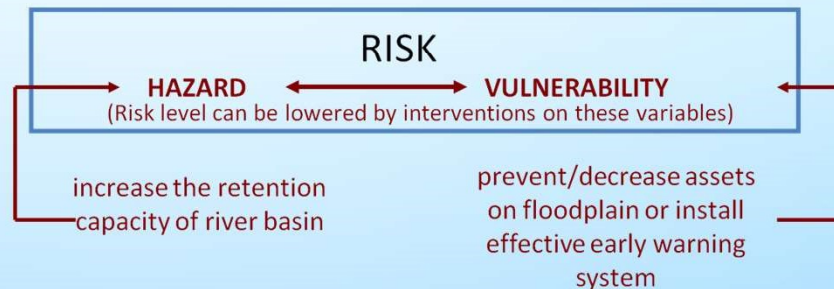 RISK
HAZARD VULNERABILITY
(Risk level can be lowered by interventions on these variables)
increase the retention
capacity of river basin
prevent/decrease assets
on floodplain or install
effective early warning
system